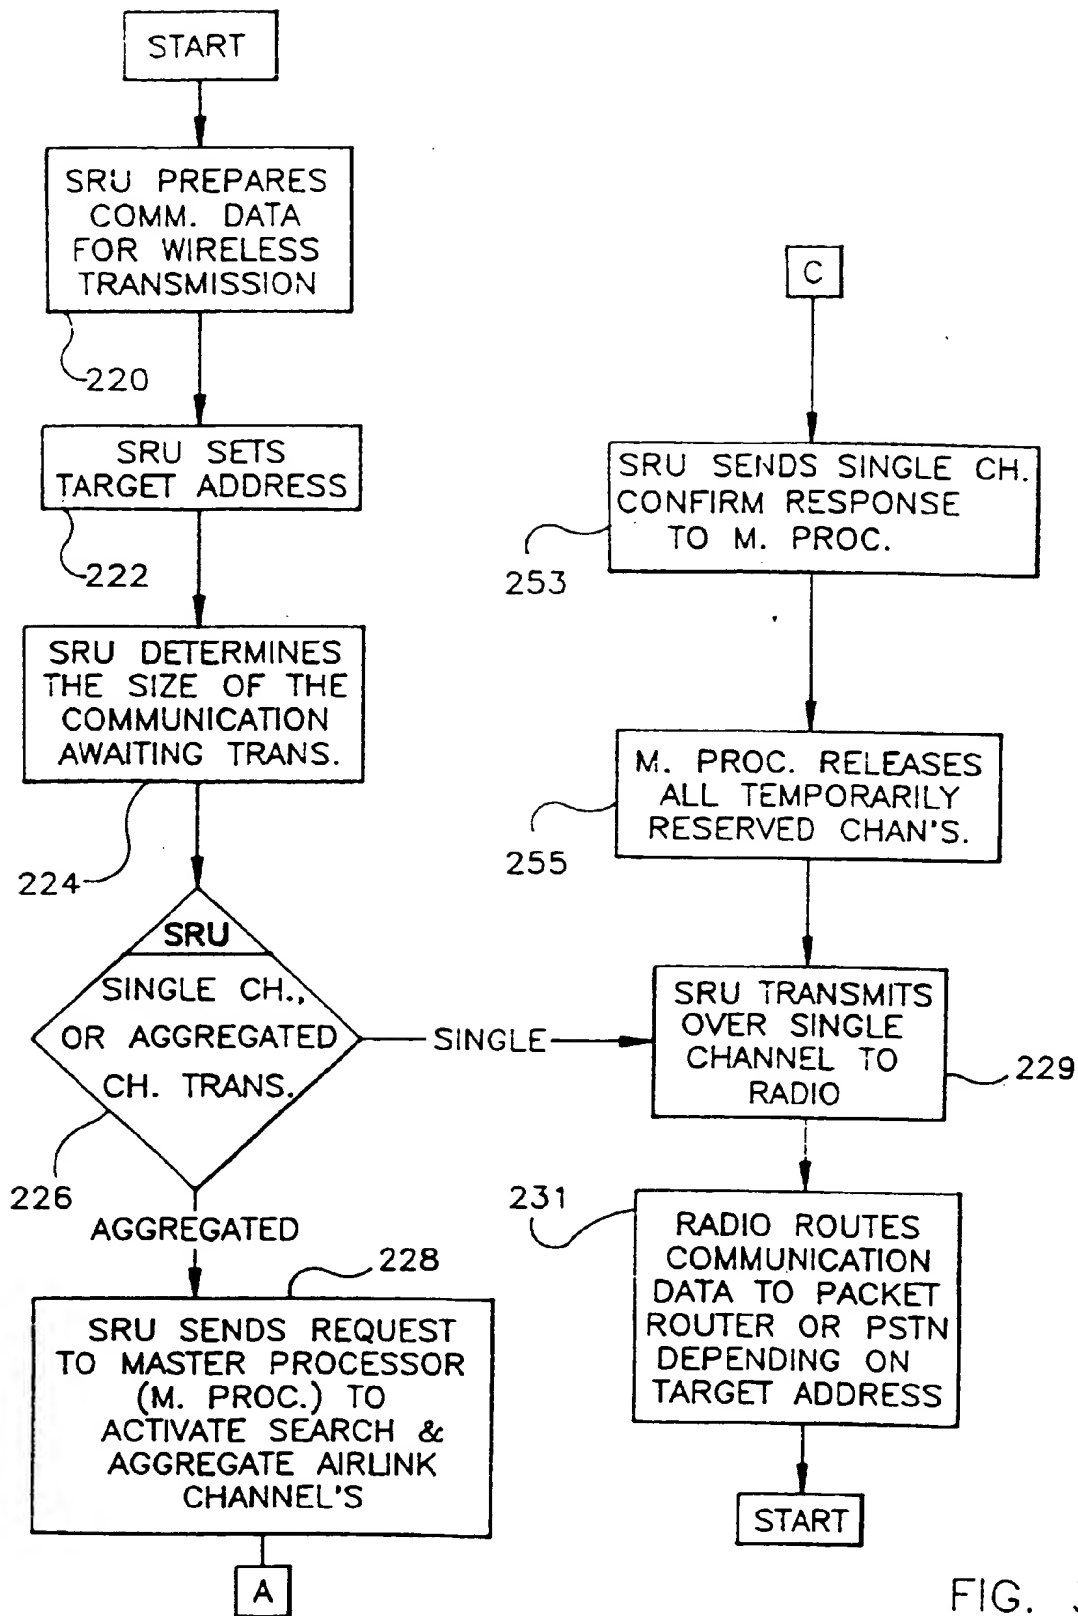 START
SRU PREPARES
COMM. DATA
FOR WIRELESS
TRANSMISSION
220
SRU SETS
TARGET ADDRESS
222
SRU DETERMINES
THE SIZE OF THE
COMMUNICATION
AWAITING TRANS.
224
SRU
SINGLE CH.,
OR AGGREGATED
CH. TRANS.
226
SINGLE
AGGREGATED
228
SRU SENDS REQUEST
TO MASTER PROCESSOR
(M. PROC.) TO
ACTIVATE SEARCH &
AGGREGATE AIRLINK
CHANNEL'S
A
C
SRU SENDS SINGLE CH.
CONFIRM RESPONSE
TO M. PROC.
253
M. PROC. RELEASES
ALL TEMPORARILY
RESERVED CHAN'S.
255
SRU TRANSMITS
OVER SINGLE
CHANNEL TO
RADIO
229
231
RADIO ROUTES
COMMUNICATION
DATA TO PACKET
ROUTER OR PSTN
DEPENDING ON
TARGET ADDRESS
START
FIG.